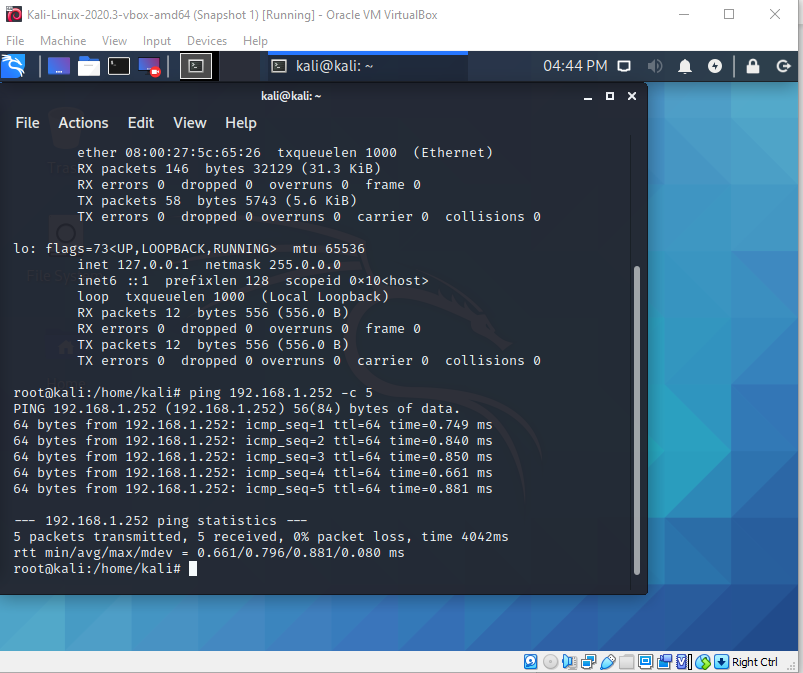 Kali-Linux-2020.3-vbox-amd64 (Snapshot 1) [Running] - Oracle VM VirtualBox
File Machine View Input Devices Help
kali@kali: ~ 04:44 PM
kali@kali: ~
File Actions Edit View Help
ether 08:00:27:5c:65:26 txqueuelen 1000 (Ethernet)
RX packets 146 bytes 32129 (31.3 KiB)
RX errors 0 dropped 0 overruns 0 frame 0
TX packets 58 bytes 5743 (5.6 KiB)
TX errors 0 dropped 0 overruns 0 carrier 0 collisions 0
lo: flags=73<UP,LOOPBACK,RUNNING> mtu 65536
inet 127.0.0.1 netmask 255.0.0.0
inet6 ::1 prefixlen 128 scopeid 0×10<host>
loop txqueuelen 1000 (Local Loopback)
RX packets 12 bytes 556 (556.0 B)
RX errors 0 dropped 0 overruns 0 frame 0
TX packets 12 bytes 556 (556.0 B)
TX errors 0 dropped 0 overruns 0 carrier 0 collisions 0
root@kali:/home/kali# ping 192.168.1.252 -c 5
PING 192.168.1.252 (192.168.1.252) 56(84) bytes of data.
64 bytes from 192.168.1.252: icmp_seq=1 ttl=64 time=0.749 ms
64 bytes from 192.168.1.252: icmp_seq=2 ttl=64 time=0.840 ms
64 bytes from 192.168.1.252: icmp_seq=3 ttl=64 time=0.850 ms
64 bytes from 192.168.1.252: icmp_seq=4 ttl=64 time=0.661 ms
64 bytes from 192.168.1.252: icmp_seq=5 ttl=64 time=0.881 ms
--- 192.168.1.252 ping statistics ---
5 packets transmitted, 5 received, 0% packet loss, time 4042ms
rtt min/avg/max/mdev = 0.661/0.796/0.881/0.080 ms
root@kali:/home/kali#
Right Ctrl